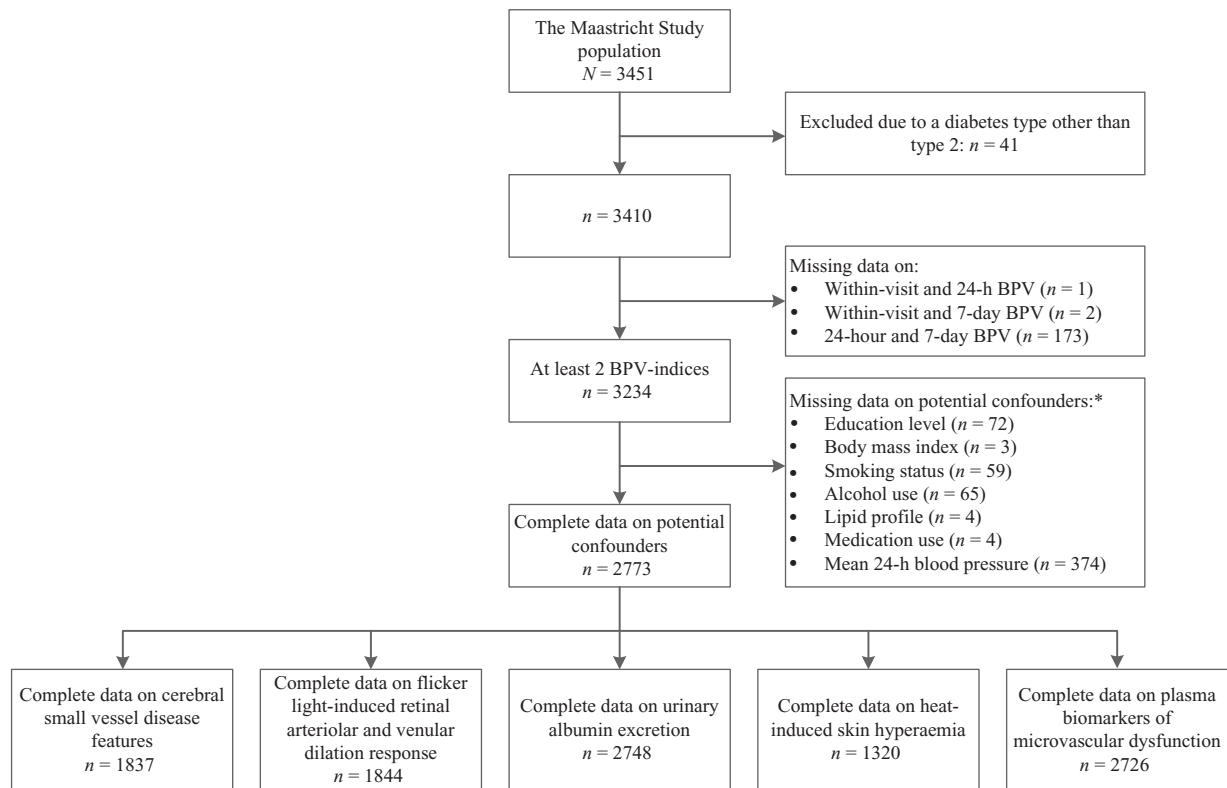 The Maastricht Study
population
N = 3451
Excluded due to a diabetes type other than
type 2: n = 41
n = 3410
Missing data on:
• Within-visit and 24-h BPV (n = 1)
• Within-visit and 7-day BPV (n = 2)
• 24-hour and 7-day BPV (n = 173)
At least 2 BPV-indices
n = 3234
Missing data on potential confounders:*
• Education level (n = 72)
• Body mass index (n = 3)
• Smoking status (n = 59)
• Alcohol use (n = 65)
• Lipid profile (n = 4)
• Medication use (n = 4)
• Mean 24-h blood pressure (n = 374)
Complete data on potential
confounders
n = 2773
Complete data on cerebral
small vessel disease
features
n = 1837
Complete data on flicker
light-induced retinal
arteriolar and venular
dilation response
n = 1844
Complete data on urinary
albumin excretion
n = 2748
Complete data on heat-
induced skin hyperaemia
n = 1320
Complete data on plasma
biomarkers of
microvascular dysfunction
n = 2726